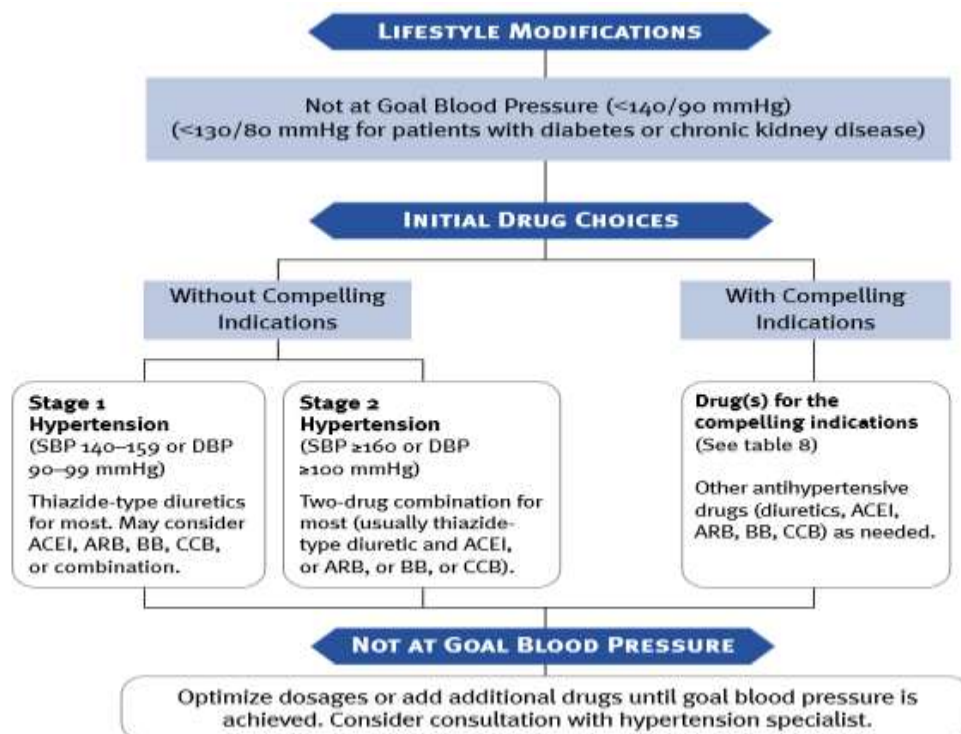 LIFESTYLE MODIFICATIONS
Not at Goal Blood Pressure (<140/90 mmHg)
(<130/80 mmHg for patients with diabetes or chronic kidney disease)
INITIAL DRUG CHOICES
Without Compelling
Indications
With Compelling
Indications
Stage 1
Hypertension
(SBP 140–159 or DBP
90–99 mmHg)
Thiazide-type diuretics
for most. May consider
ACEI, ARB, BB, CCB,
or combination.
Stage 2
Hypertension
(SBP ≥160 or DBP
≥100 mmHg)
Two-drug combination for
most (usually thiazide-
type diuretic and ACEI,
or ARB, or BB, or CCB).
Drug(s) for the
compelling indications
(See table 8)
Other antihypertensive
drugs (diuretics, ACEI,
ARB, BB, CCB) as needed.
NOT AT GOAL BLOOD PRESSURE
Optimize dosages or add additional drugs until goal blood pressure is
achieved. Consider consultation with hypertension specialist.